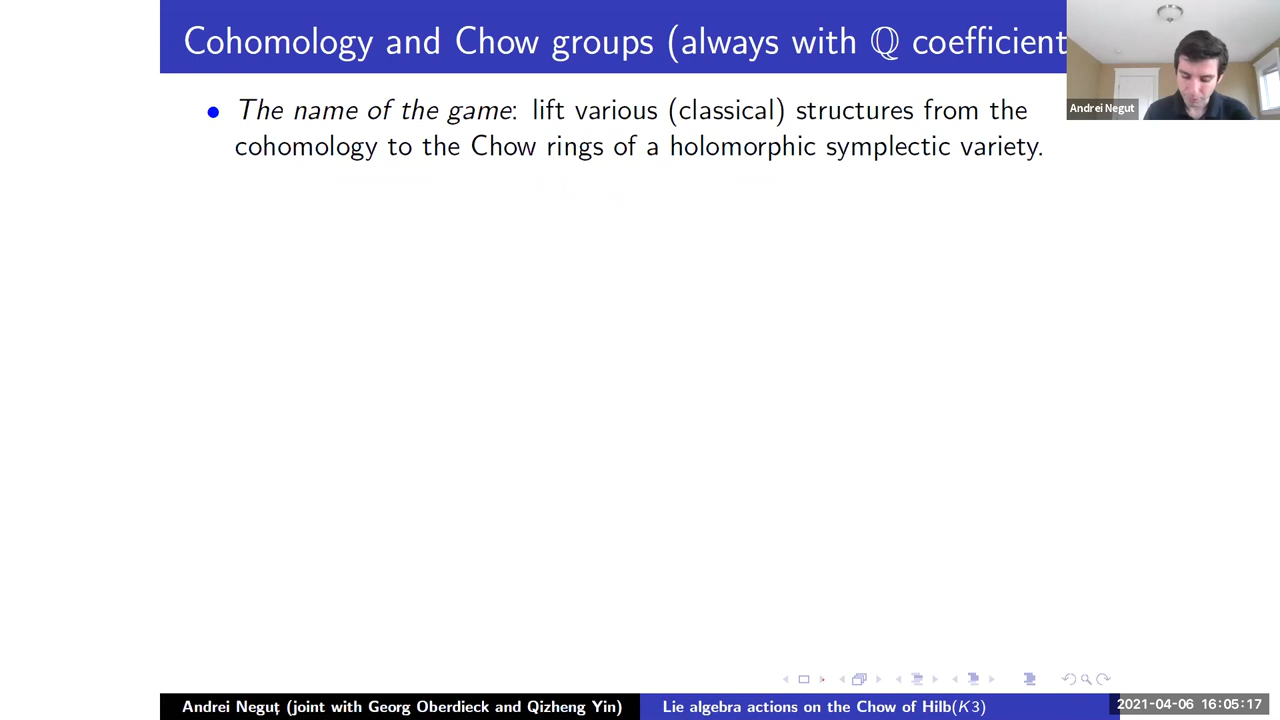 Cohomology and Chow groups (always with ℚ coefficient
Andrei Negut
• The name of the game: lift various (classical) structures from the
cohomology to the Chow rings of a holomorphic symplectic variety.
Andrei Neguț (joint with Georg Oberdieck and Qizheng Yin)
Lie algebra actions on the Chow of Hilb(K3)
2021-04-06 16:05:17